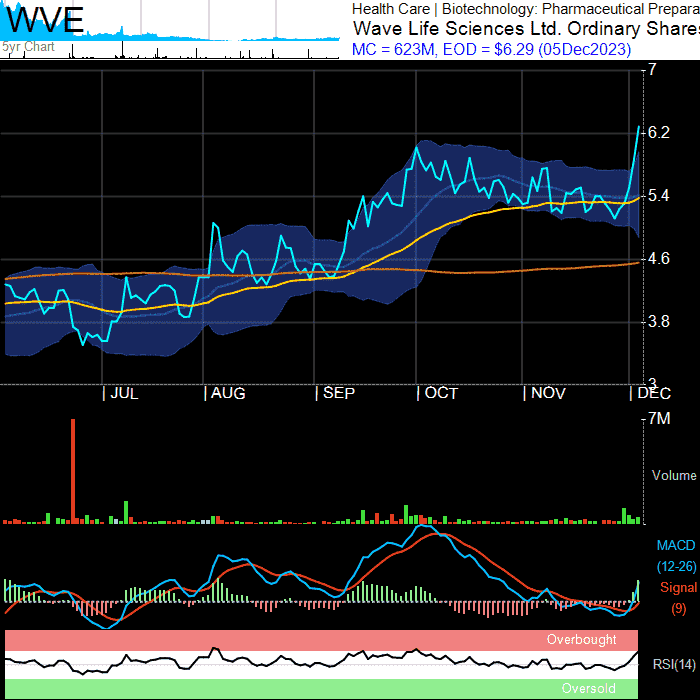 WVE
5yr Chart
Health Care | Biotechnology: Pharmaceutical Prepara
Wave Life Sciences Ltd. Ordinary Shares
MC = 623M, EOD = $6.29 (05Dec2023)
7
6.2
5.4
4.6
3.8
3
| JUL | AUG | SEP | OCT | NOV | DEC
7M
Volume
MACD
(12-26)
Signal
(9)
Overbought
RSI(14)
Oversold